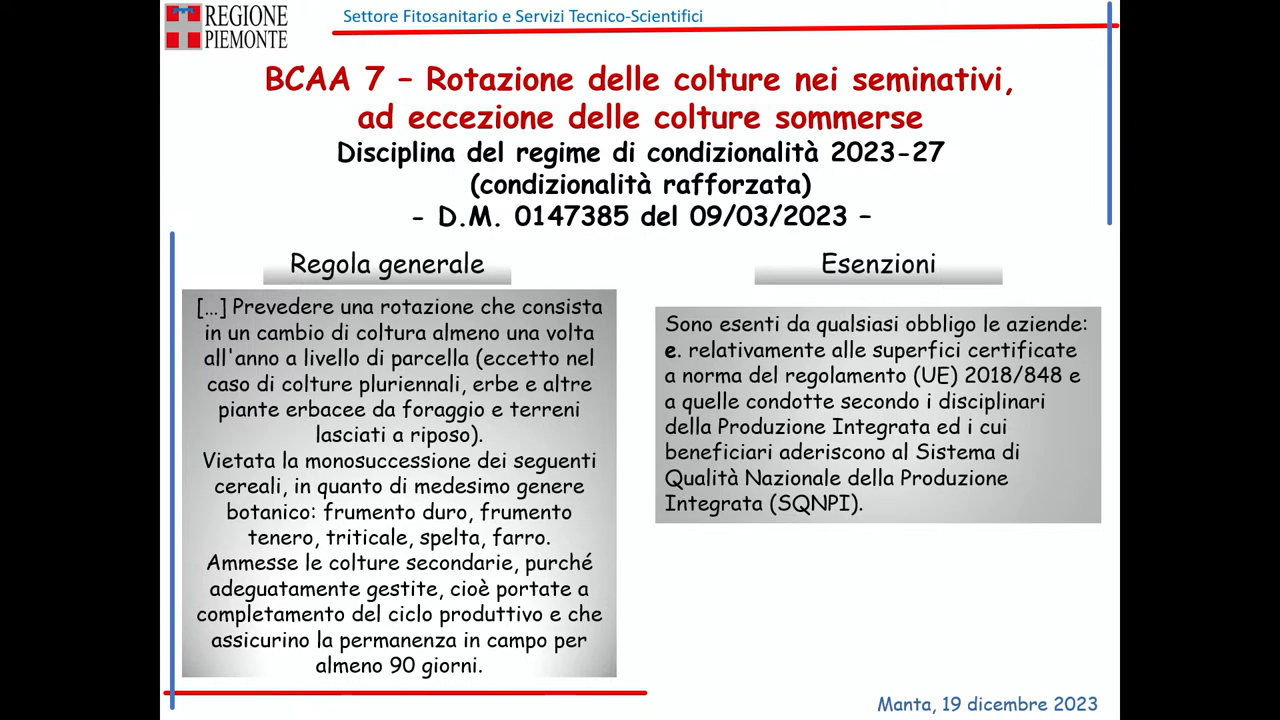 REGIONE
PIEMONTE
Settore Fitosanitario e Servizi Tecnico-Scientifici
BCAA 7 – Rotazione delle colture nei seminativi,
ad eccezione delle colture sommerse
Disciplina del regime di condizionalità 2023-27
(condizionalità rafforzata)
- D.M. 0147385 del 09/03/2023 –
Regola generale
[...] Prevedere una rotazione che consista
in un cambio di coltura almeno una volta
all'anno a livello di parcella (eccetto nel
caso di colture pluriennali, erbe e altre
piante erbacee da foraggio e terreni
lasciati a riposo).
Vietata la monosuccessione dei seguenti
cereali, in quanto di medesimo genere
botanico: frumento duro, frumento
tenero, triticale, spelta, farro.
Ammesse le colture secondarie, purché
adeguatamente gestite, cioè portate a
completamento del ciclo produttivo e che
assicurino la permanenza in campo per
almeno 90 giorni.
Esenzioni
Sono esenti da qualsiasi obbligo le aziende:
e. relativamente alle superfici certificate
a norma del regolamento (UE) 2018/848 e
a quelle condotte secondo i disciplinari
della Produzione Integrata ed i cui
beneficiari aderiscono al Sistema di
Qualità Nazionale della Produzione
Integrata (SQNPI).
Manta, 19 dicembre 2023